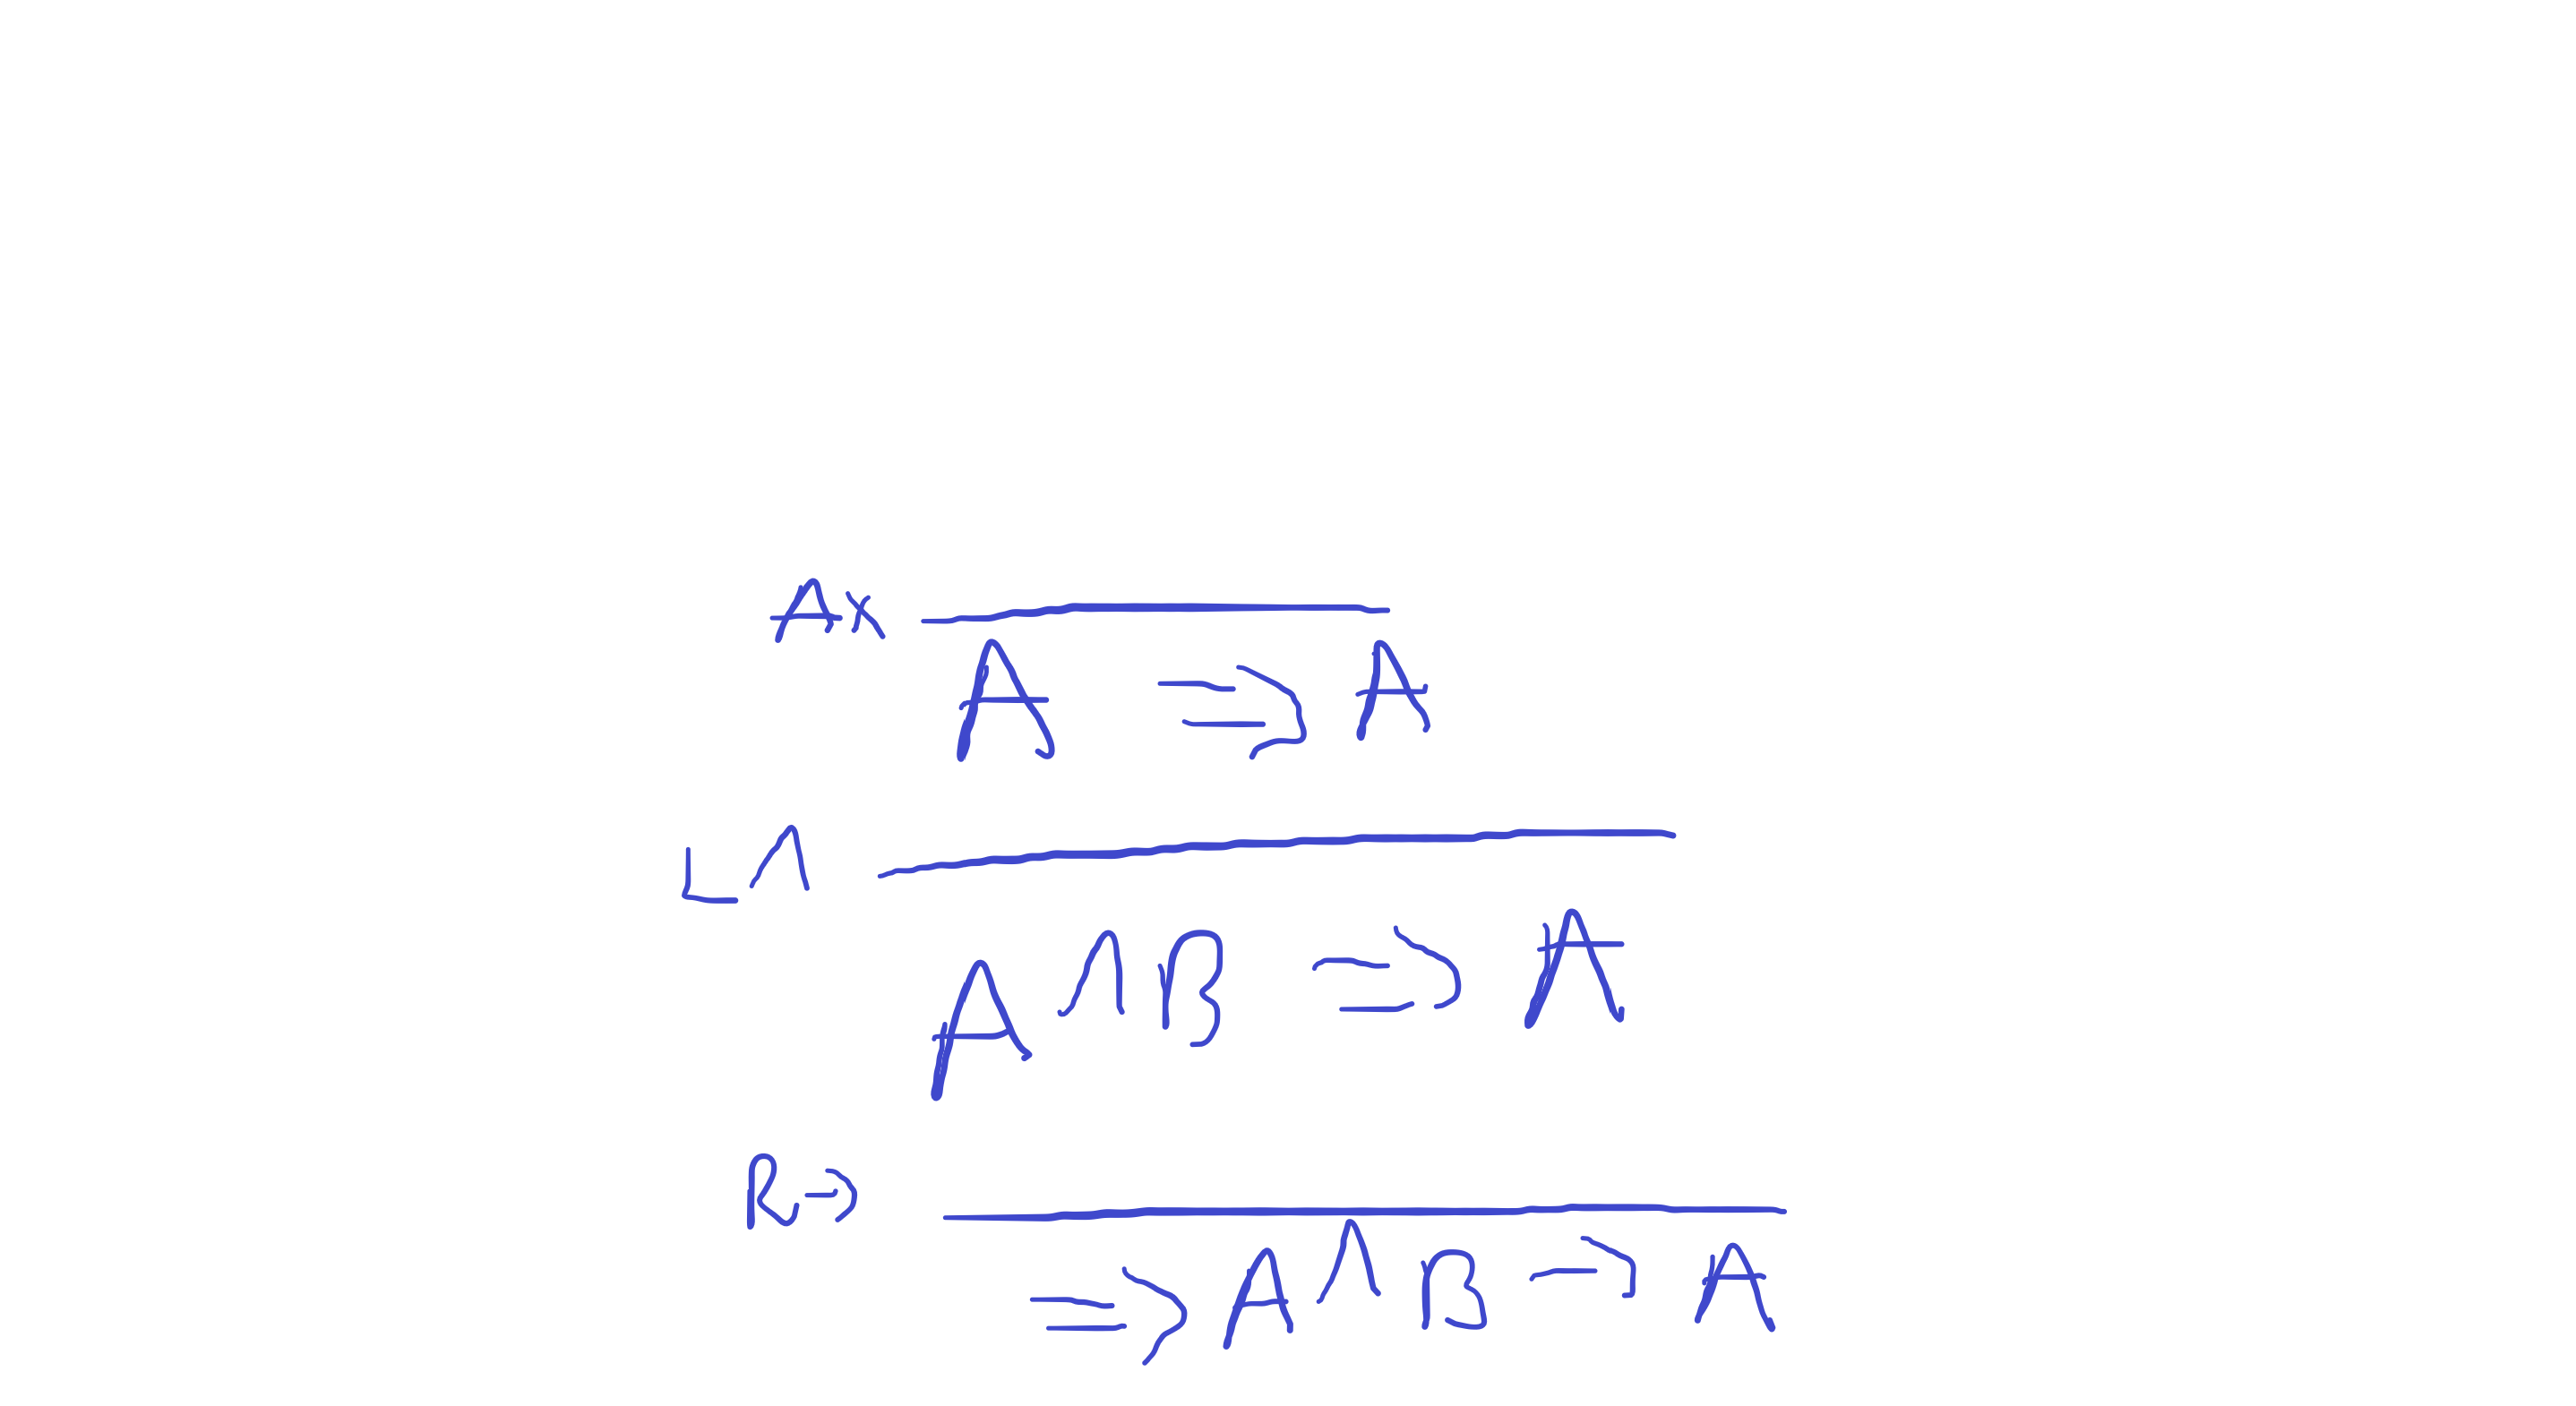 Ax
A ⇒ A
L∧
A ∧ B ⇒ A
R→
⇒ A ∧ B → A